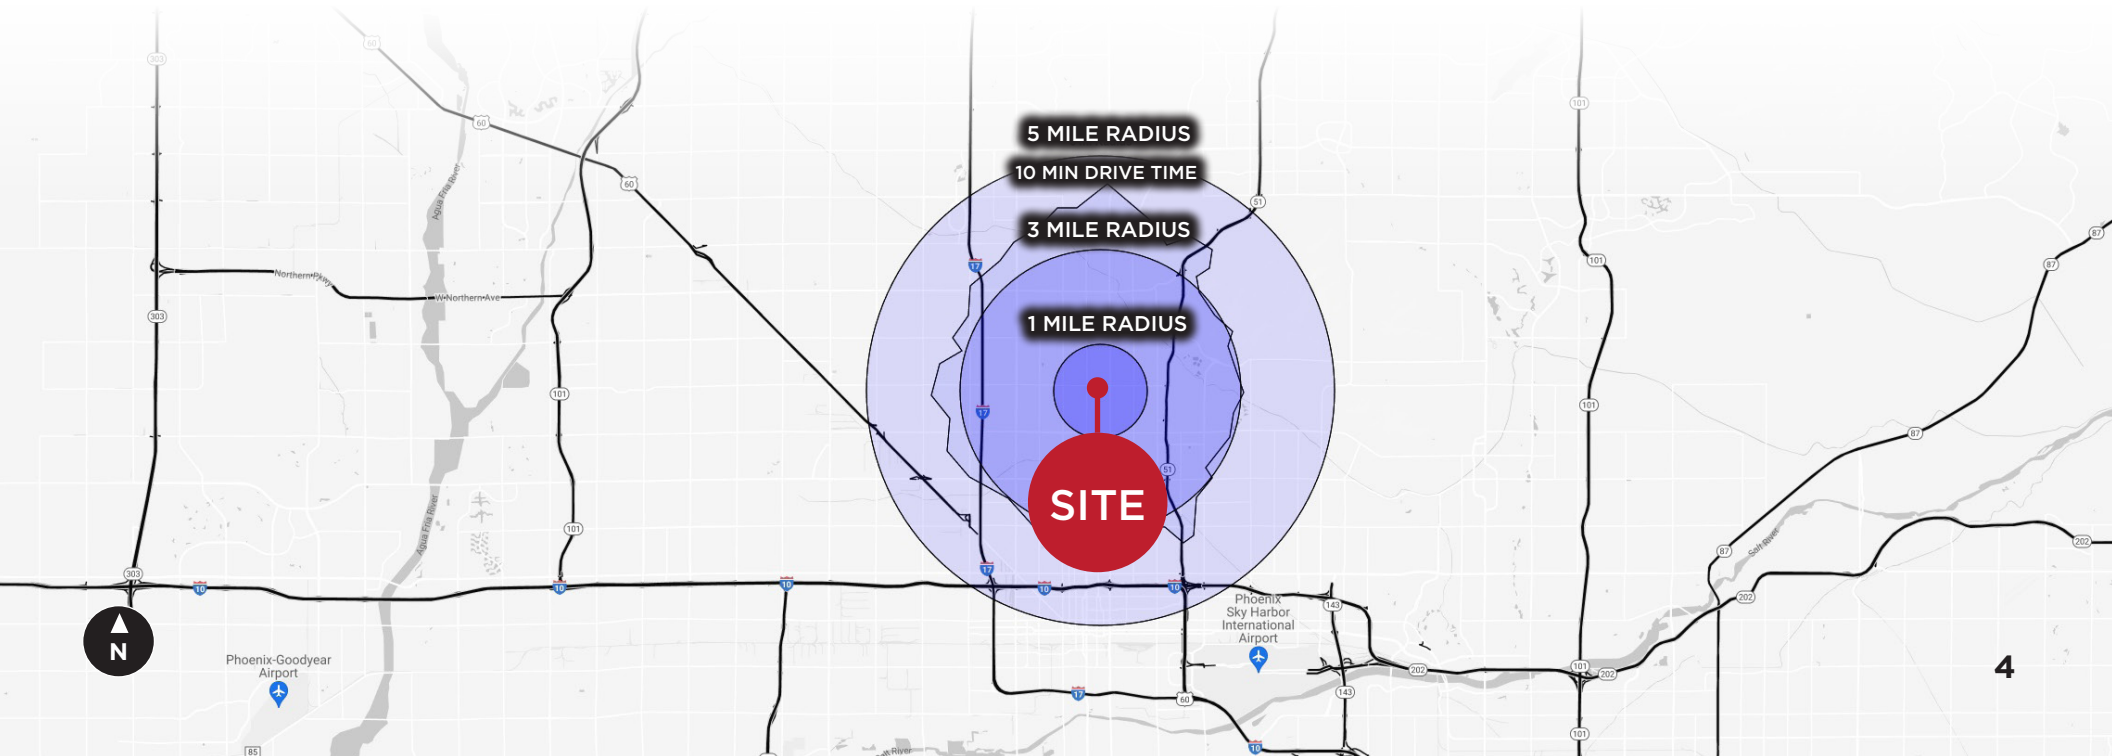 303
60
101
60
5 MILE RADIUS
60
10 MIN DRIVE TIME
Agua Fria River
51
3 MILE RADIUS
87
101
87
17
Northern Pkwy
W Northern Ave
303
1 MILE RADIUS
101
101
17
87
51
SITE
Agua Fria River
101
Salt River
202
87
303
17
10
10
10
10
10
202
143
Phoenix
Sky Harbor
International
Airport
N
Phoenix-Goodyear
Airport
101
202
202
4
17
143
60
101
85
10